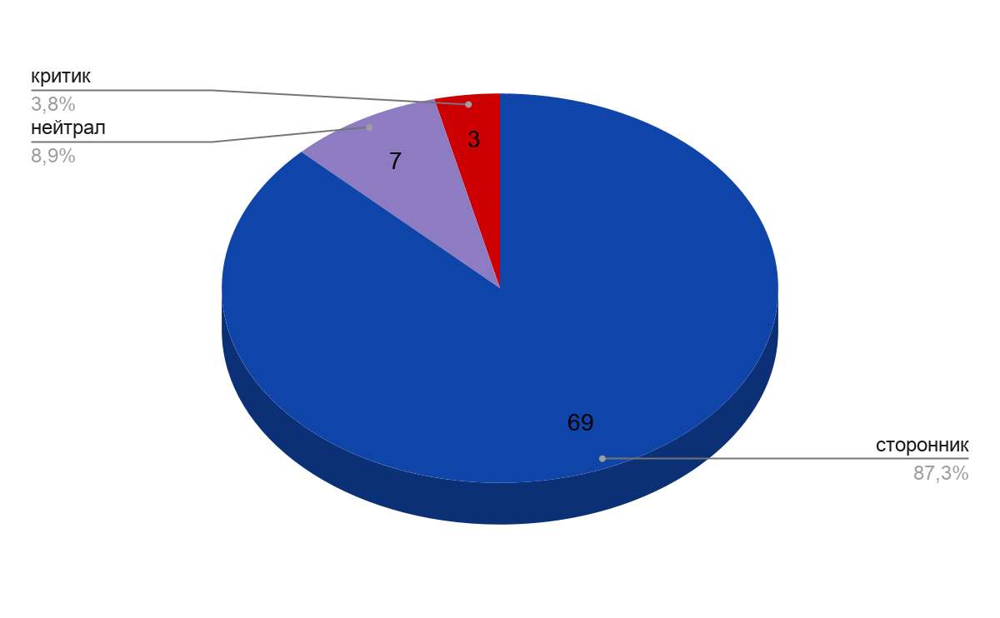 критик
3,8%
нейтрал
8,9%
3
7
69
сторонник
87,3%